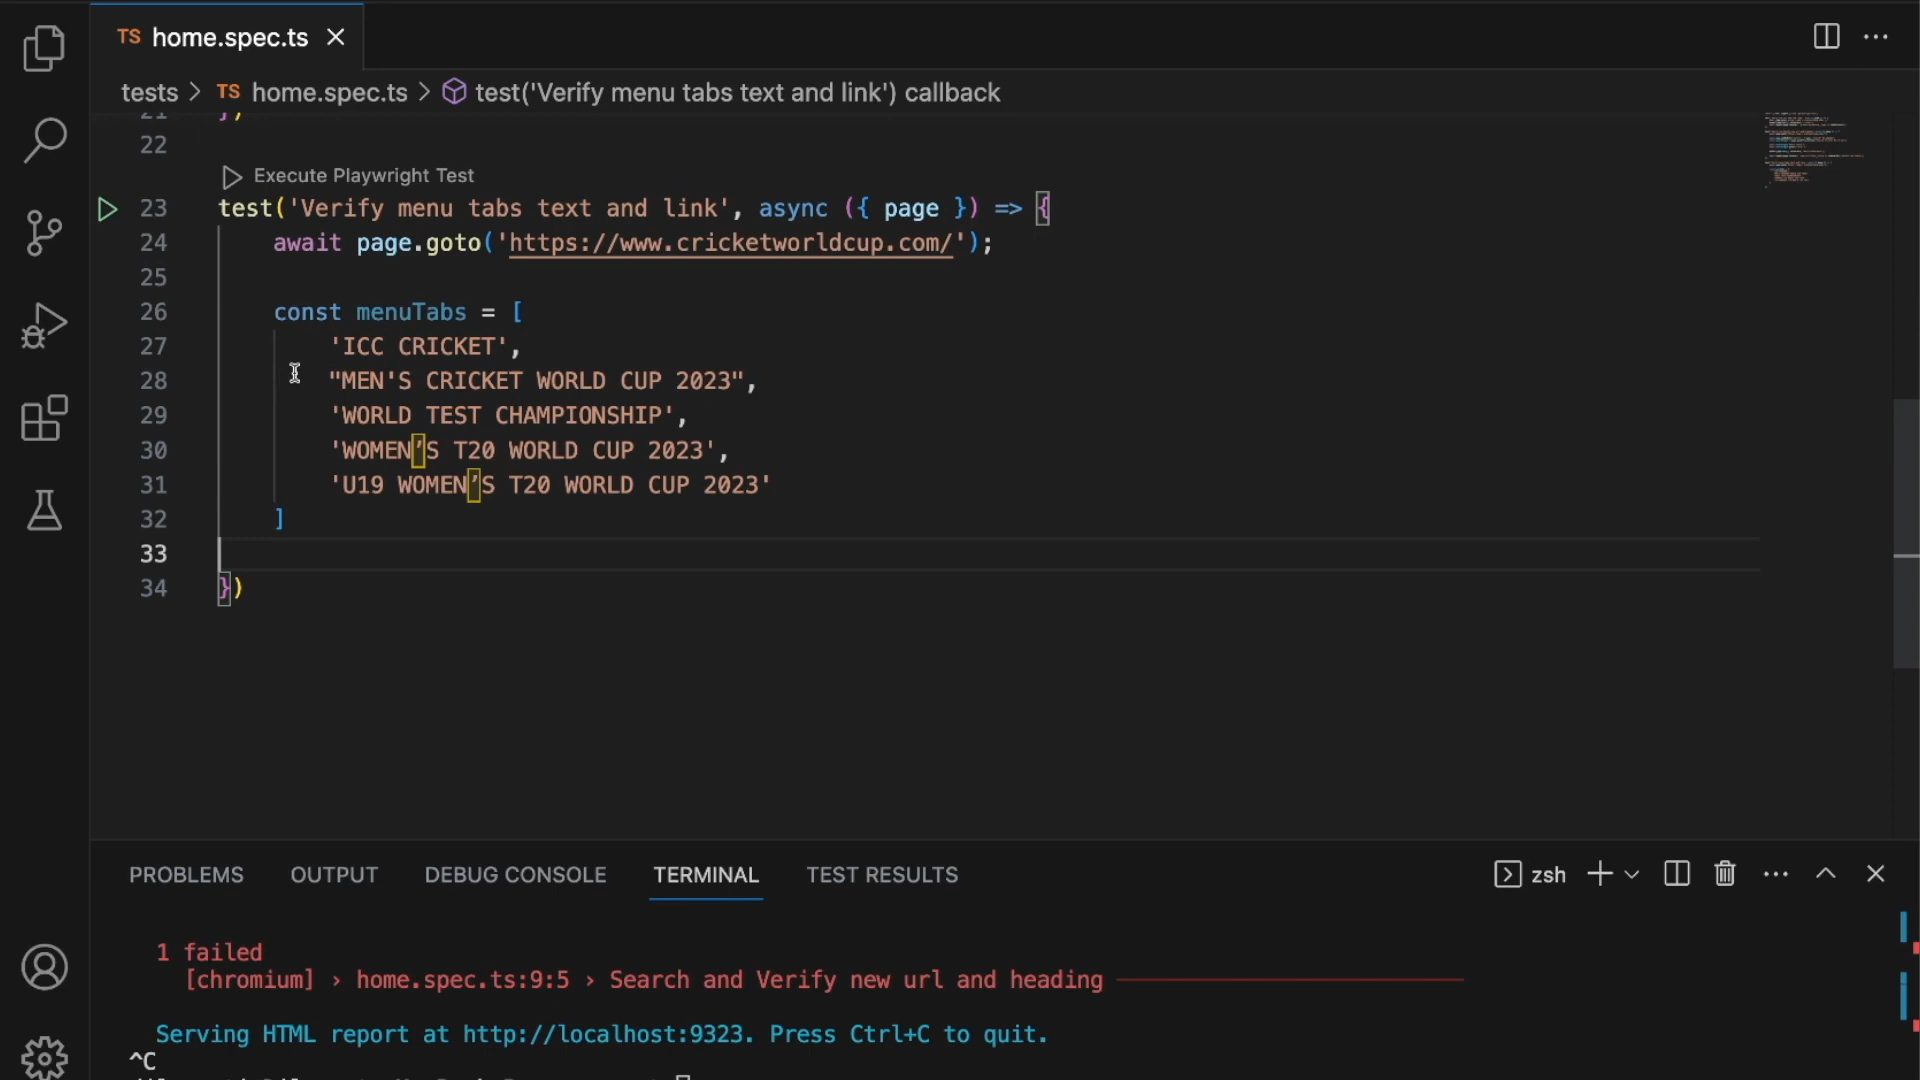 TS home.spec.ts
tests > TS home.spec.ts > test('Verify menu tabs text and link') callback
21 });
22
Execute Playwright Test
23 test('Verify menu tabs text and link', async ({ page }) => {
24 await page.goto('https://www.cricketworldcup.com/');
25
26 const menuTabs = [
27 'ICC CRICKET',
28 "MEN'S CRICKET WORLD CUP 2023",
29 'WORLD TEST CHAMPIONSHIP',
30 'WOMEN’S T20 WORLD CUP 2023',
31 'U19 WOMEN’S T20 WORLD CUP 2023'
32 ]
33
34 })
PROBLEMS OUTPUT DEBUG CONSOLE TERMINAL TEST RESULTS zsh
1 failed
[chromium] › home.spec.ts:9:5 › Search and Verify new url and heading
Serving HTML report at http://localhost:9323. Press Ctrl+C to quit.
^C